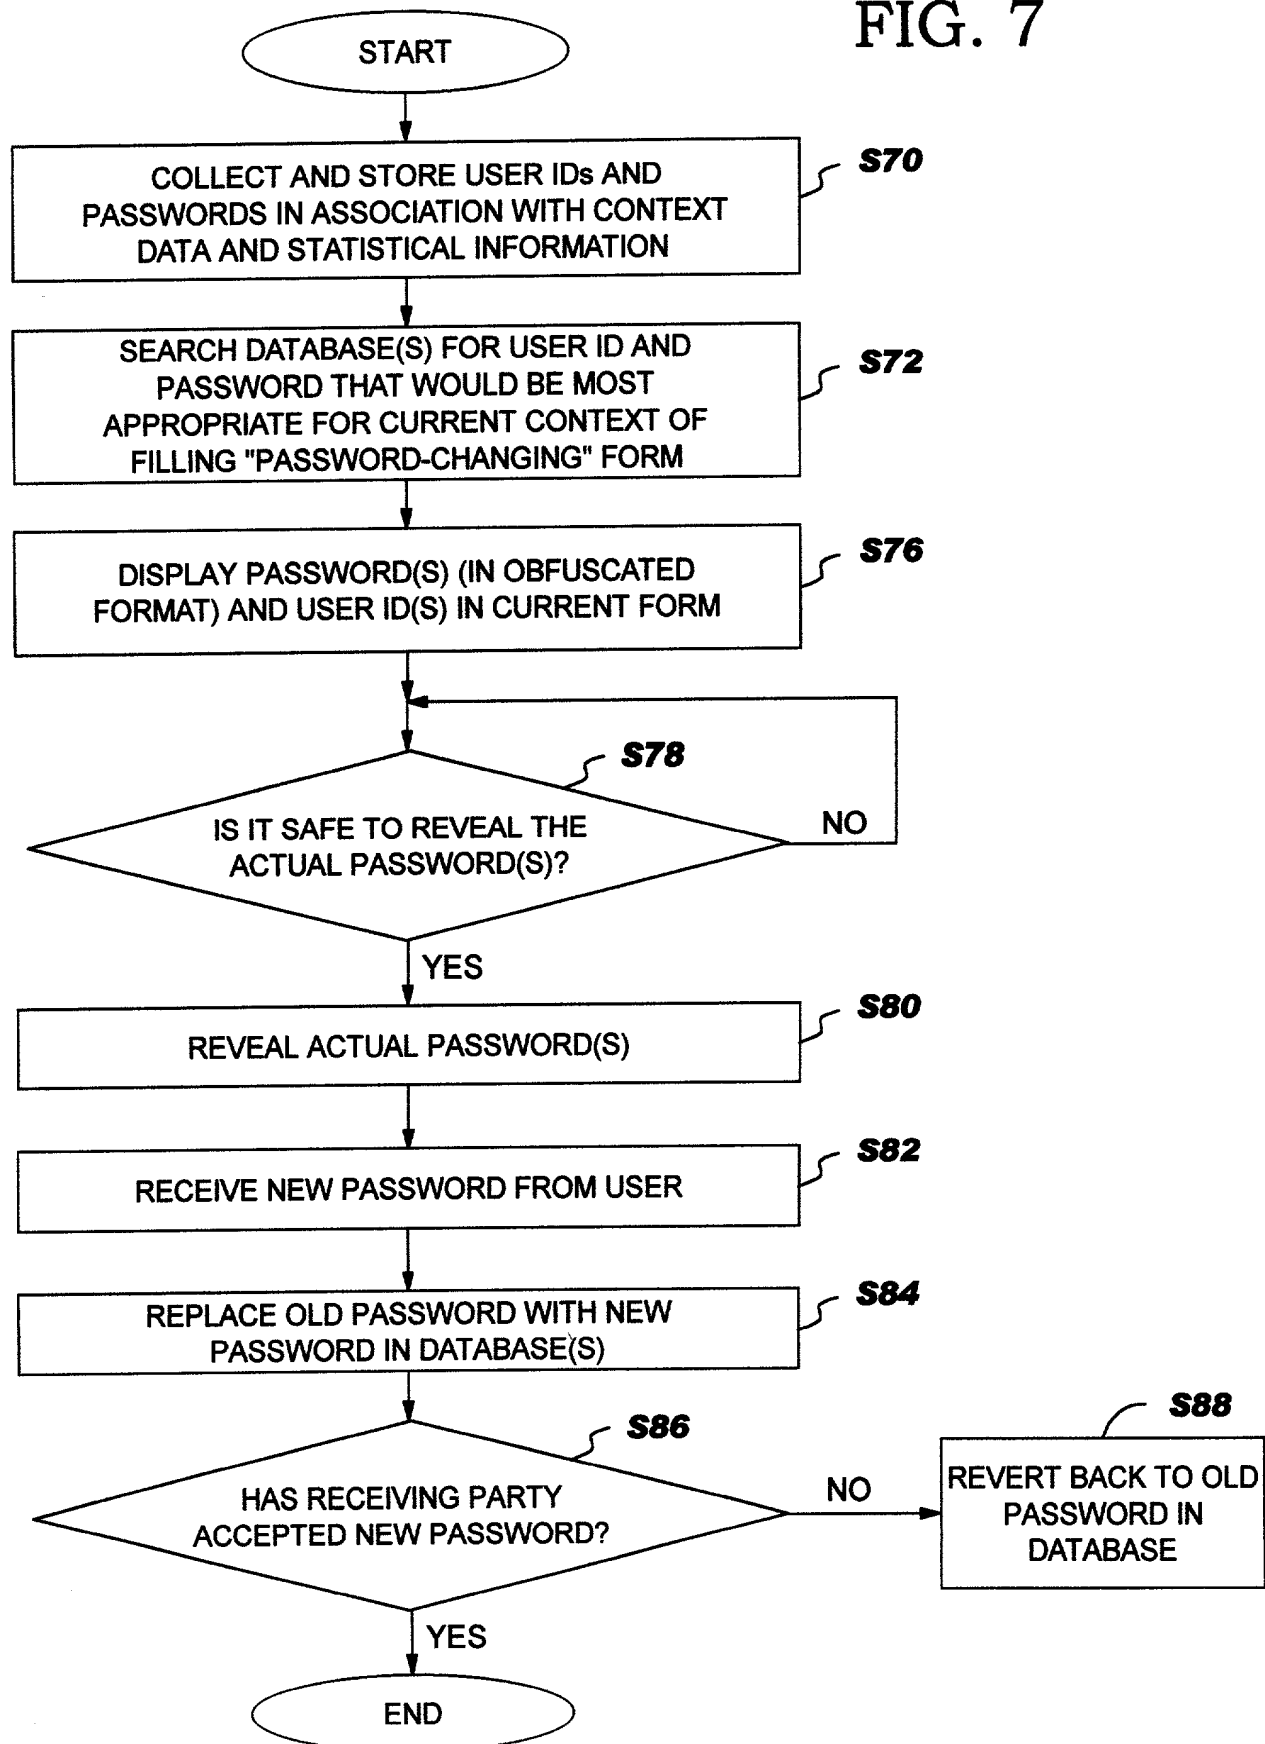 FIG. 7
START
S70
COLLECT AND STORE USER IDs AND
PASSWORDS IN ASSOCIATION WITH CONTEXT
DATA AND STATISTICAL INFORMATION
S72
SEARCH DATABASE(S) FOR USER ID AND
PASSWORD THAT WOULD BE MOST
APPROPRIATE FOR CURRENT CONTEXT OF
FILLING "PASSWORD-CHANGING" FORM
S76
DISPLAY PASSWORD(S) (IN OBFUSCATED
FORMAT) AND USER ID(S) IN CURRENT FORM
S78
IS IT SAFE TO REVEAL THE
ACTUAL PASSWORD(S)?
NO
YES
S80
REVEAL ACTUAL PASSWORD(S)
S82
RECEIVE NEW PASSWORD FROM USER
S84
REPLACE OLD PASSWORD WITH NEW
PASSWORD IN DATABASE(S)
S86
HAS RECEIVING PARTY
ACCEPTED NEW PASSWORD?
NO
S88
REVERT BACK TO OLD
PASSWORD IN
DATABASE
YES
END